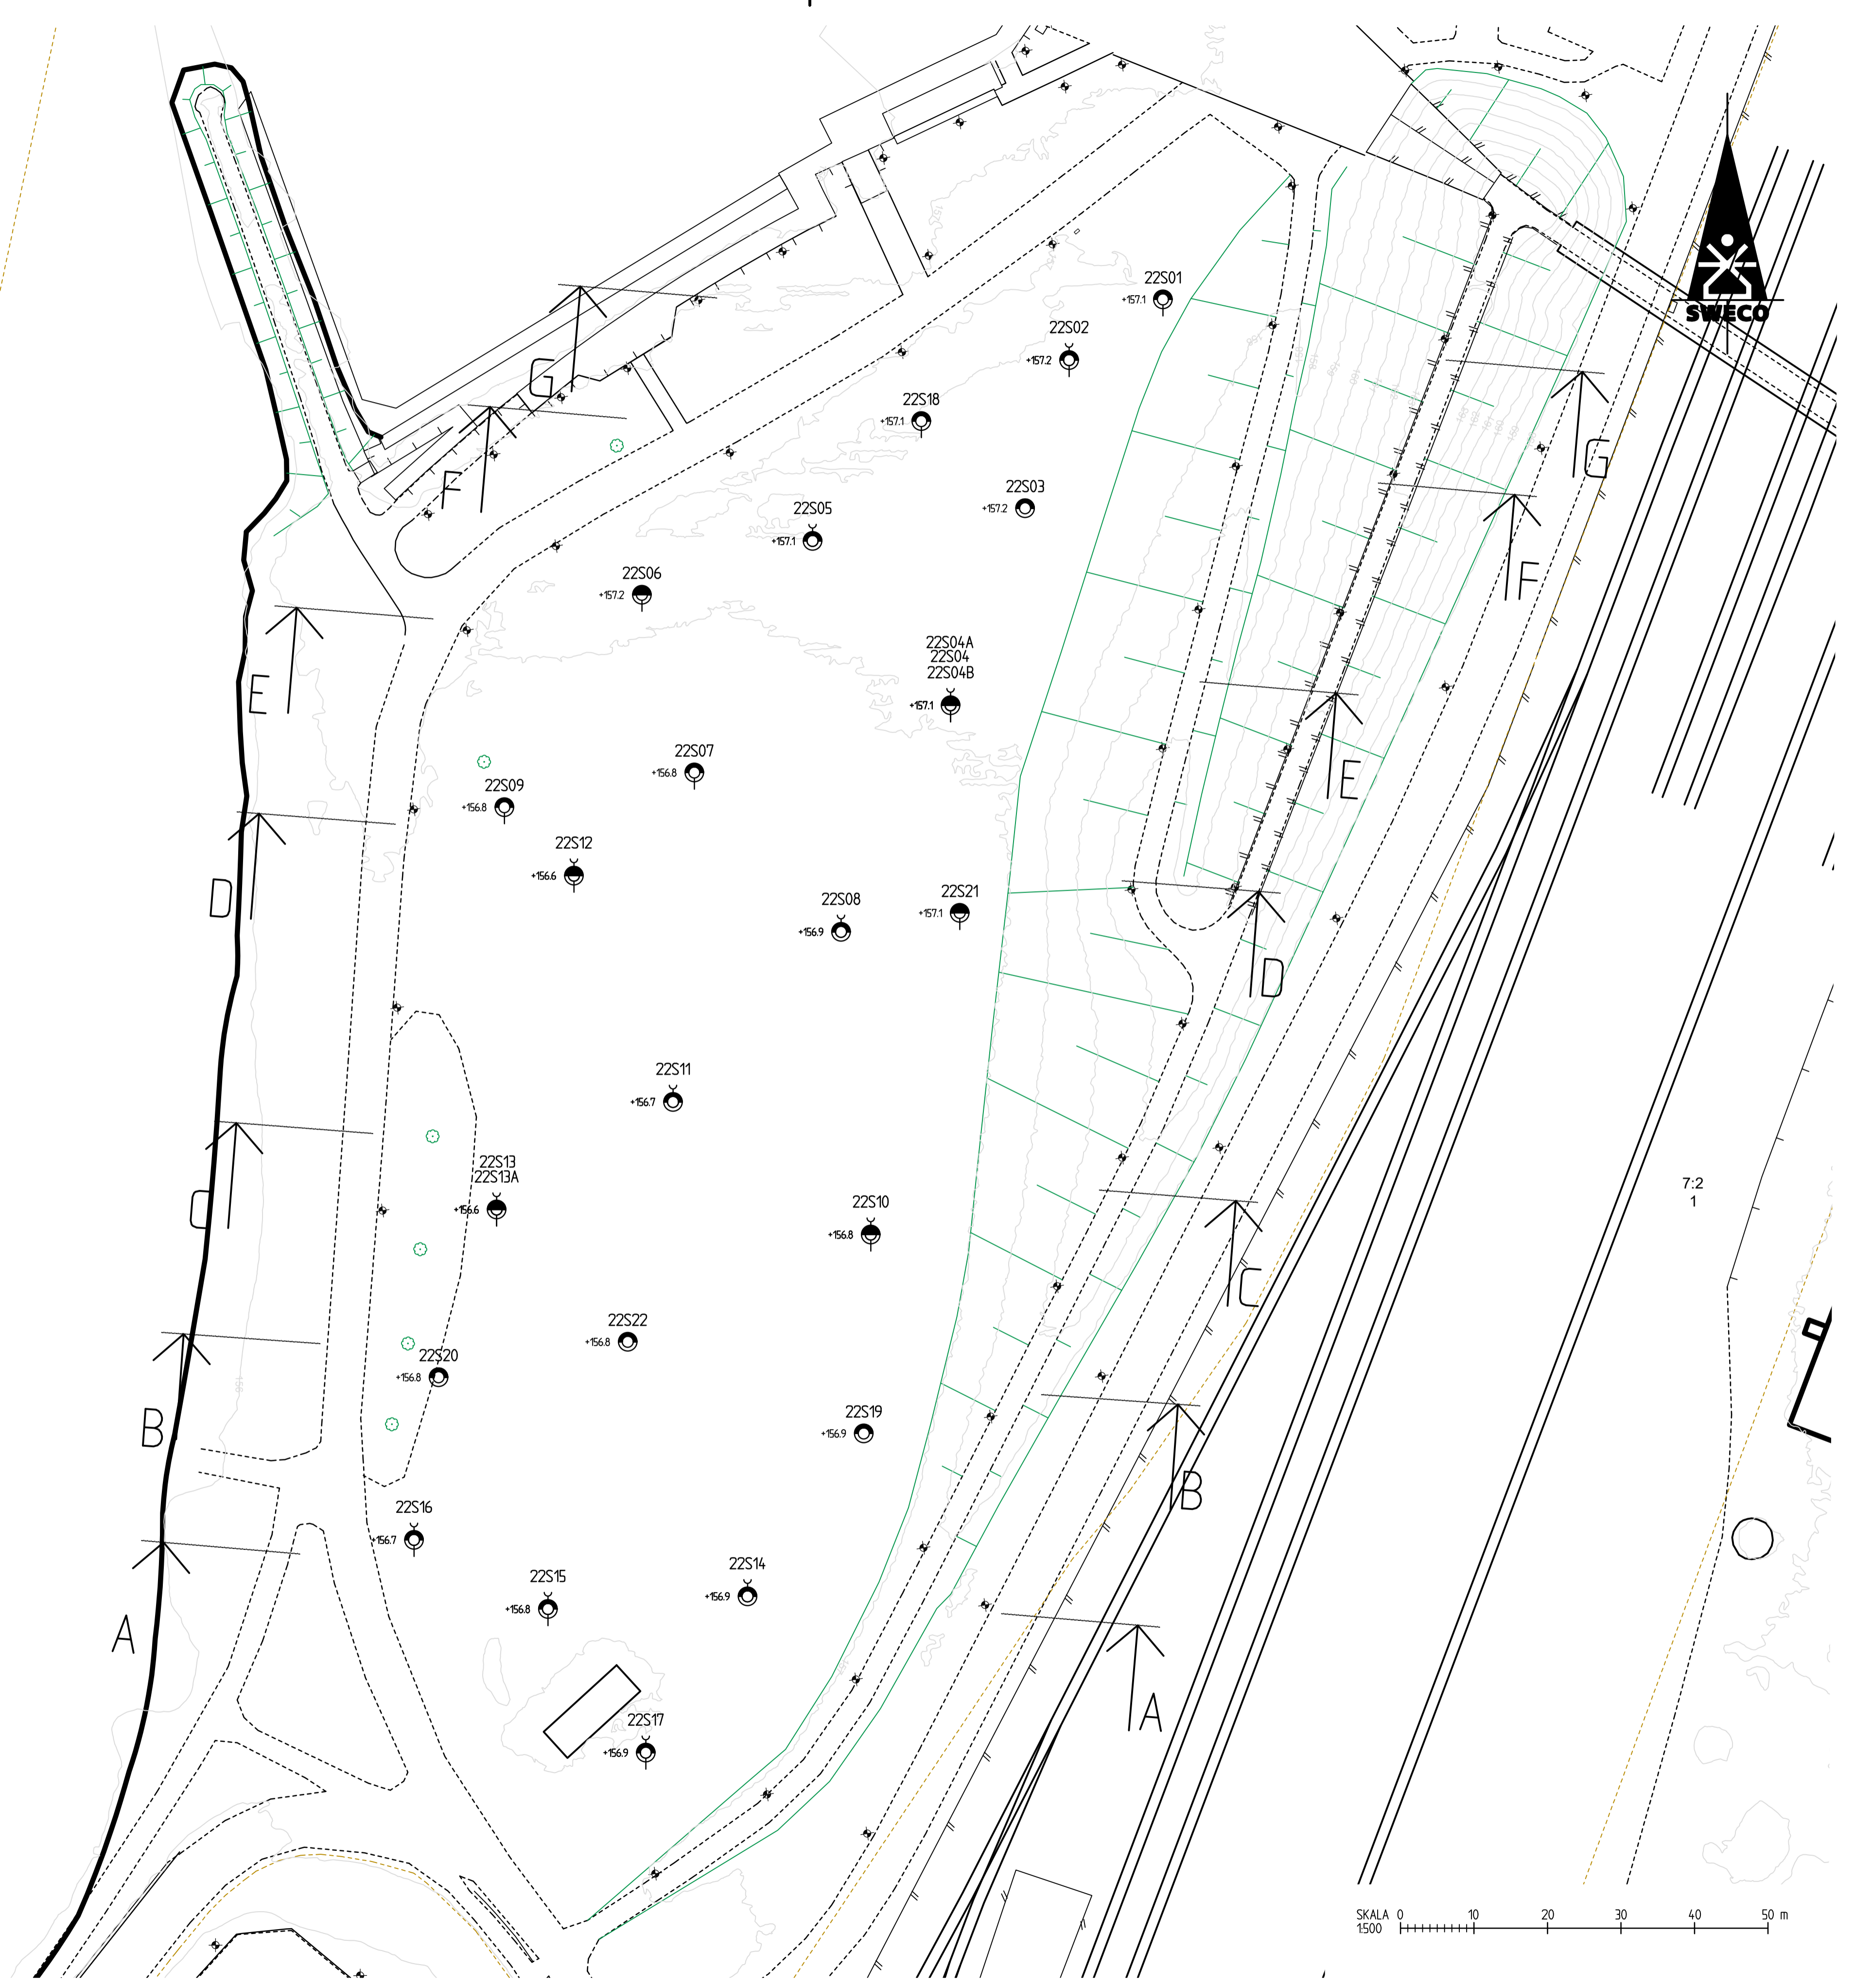 SWECO
22S01
+157.1
22S02
+157.2
G
22S18
+157.1
F
G
22S03
+157.2
22S05
+157.1
F
22S06
+157.2
22S04A
22S04
22S04B
+157.1
E
22S07
+156.8
E
22S09
+156.8
22S12
+156.6
D
22S08
+156.9
22S21
+157.1
D
22S11
+156.7
22S13
22S13A
+156.6
7:2
1
C
22S10
+156.8
C
22S22
+156.8
22S20
+156.8
B
22S19
+156.9
B
22S16
+156.7
22S15
+156.8
22S14
+156.9
A
A
22S17
+156.9
SKALA 0 10 20 30 40 50 m
1:500